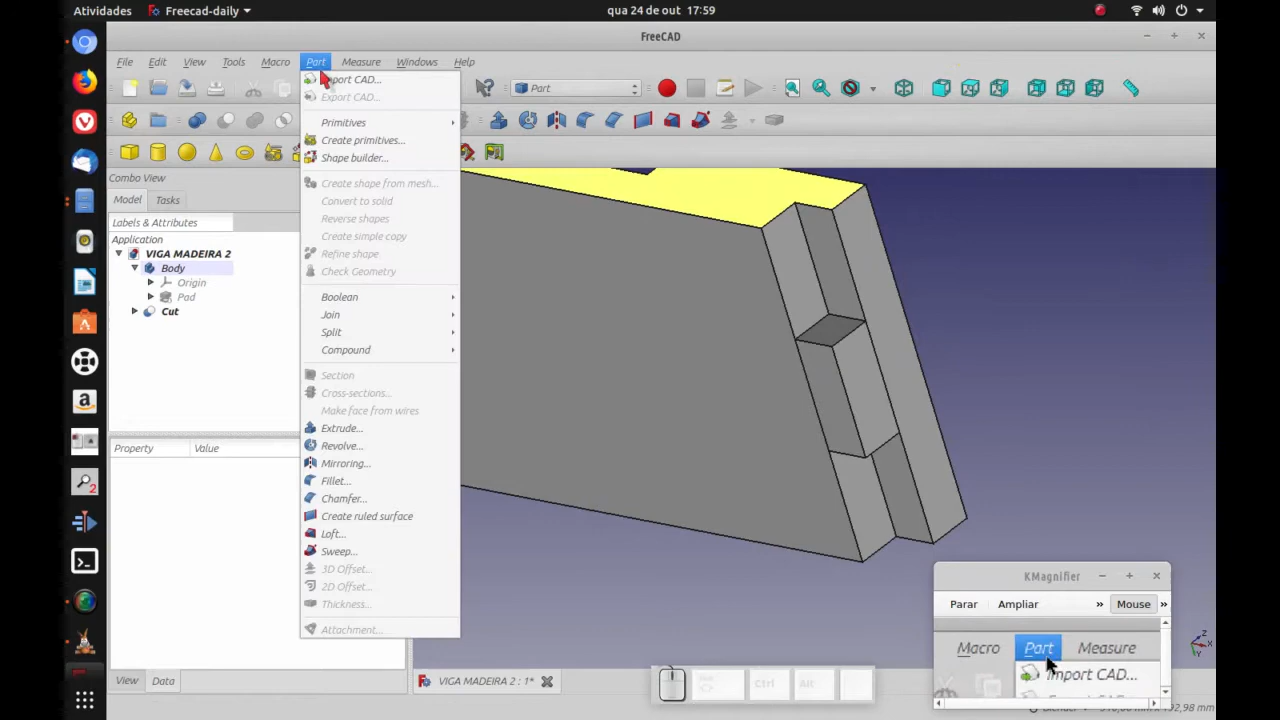 Atividades
Freecad-daily
qua 24 de out 17:59
FreeCAD
File Edit View Tools Macro Part Measure Windows Help
Part
Combo View
Model Tasks
Labels & Attributes
Application
VIGA MADEIRA 2
Body
Origin
Pad
Cut
Property Value
View Data
Import CAD...
Export CAD...
Primitives
Create primitives...
Shape builder...
Create shape from mesh...
Convert to solid
Reverse shapes
Create simple copy
Refine shape
Check Geometry
Boolean
Join
Split
Compound
Section
Cross-sections...
Make face from wires
Extrude...
Revolve...
Mirroring...
Fillet...
Chamfer...
Create ruled surface
Loft...
Sweep...
3D Offset...
2D Offset...
Thickness...
Attachment...
VIGA MADEIRA 2 : 1*
Ctrl Alt
KMagnifier
Parar Ampliar » Mouse »
Macro Part Measure
Import CAD...